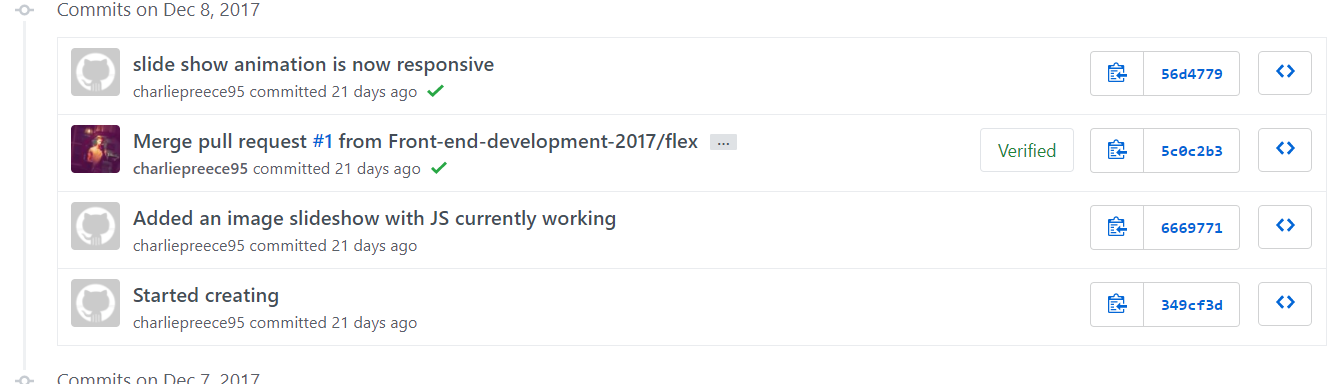 Commits on Dec 8, 2017
slide show animation is now responsive
charliepreece95 committed 21 days ago
56d4779
Merge pull request #1 from Front-end-development-2017/flex ...
charliepreece95 committed 21 days ago
Verified
5c0c2b3
Added an image slideshow with JS currently working
charliepreece95 committed 21 days ago
6669771
Started creating
charliepreece95 committed 21 days ago
349cf3d
Commits on Dec 7, 2017